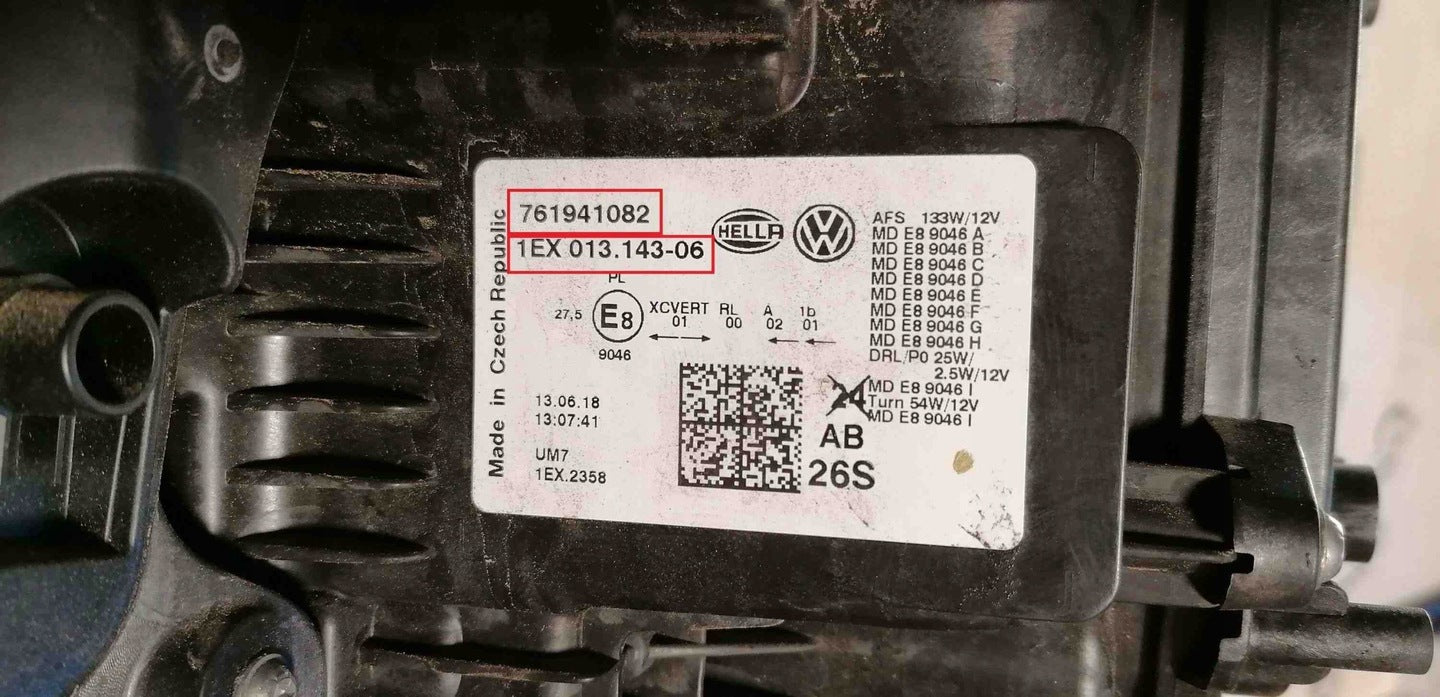 Made in Czech Republic
761941082
1EX 013.143-06
HELLA
VW
PL
27,5
E8
9046
XCVERT RL A 1b
01 00 02 01
13.06.18
13:07:41
UM7
1EX.2358
AFS 133W/12V
MD E8 9046 A
MD E8 9046 B
MD E8 9046 C
MD E8 9046 D
MD E8 9046 E
MD E8 9046 F
MD E8 9046 G
MD E8 9046 H
DRL/P0 25W/
2.5W/12V
MD E8 9046 I
Turn 54W/12V
MD E8 9046 I
24
AB
26S